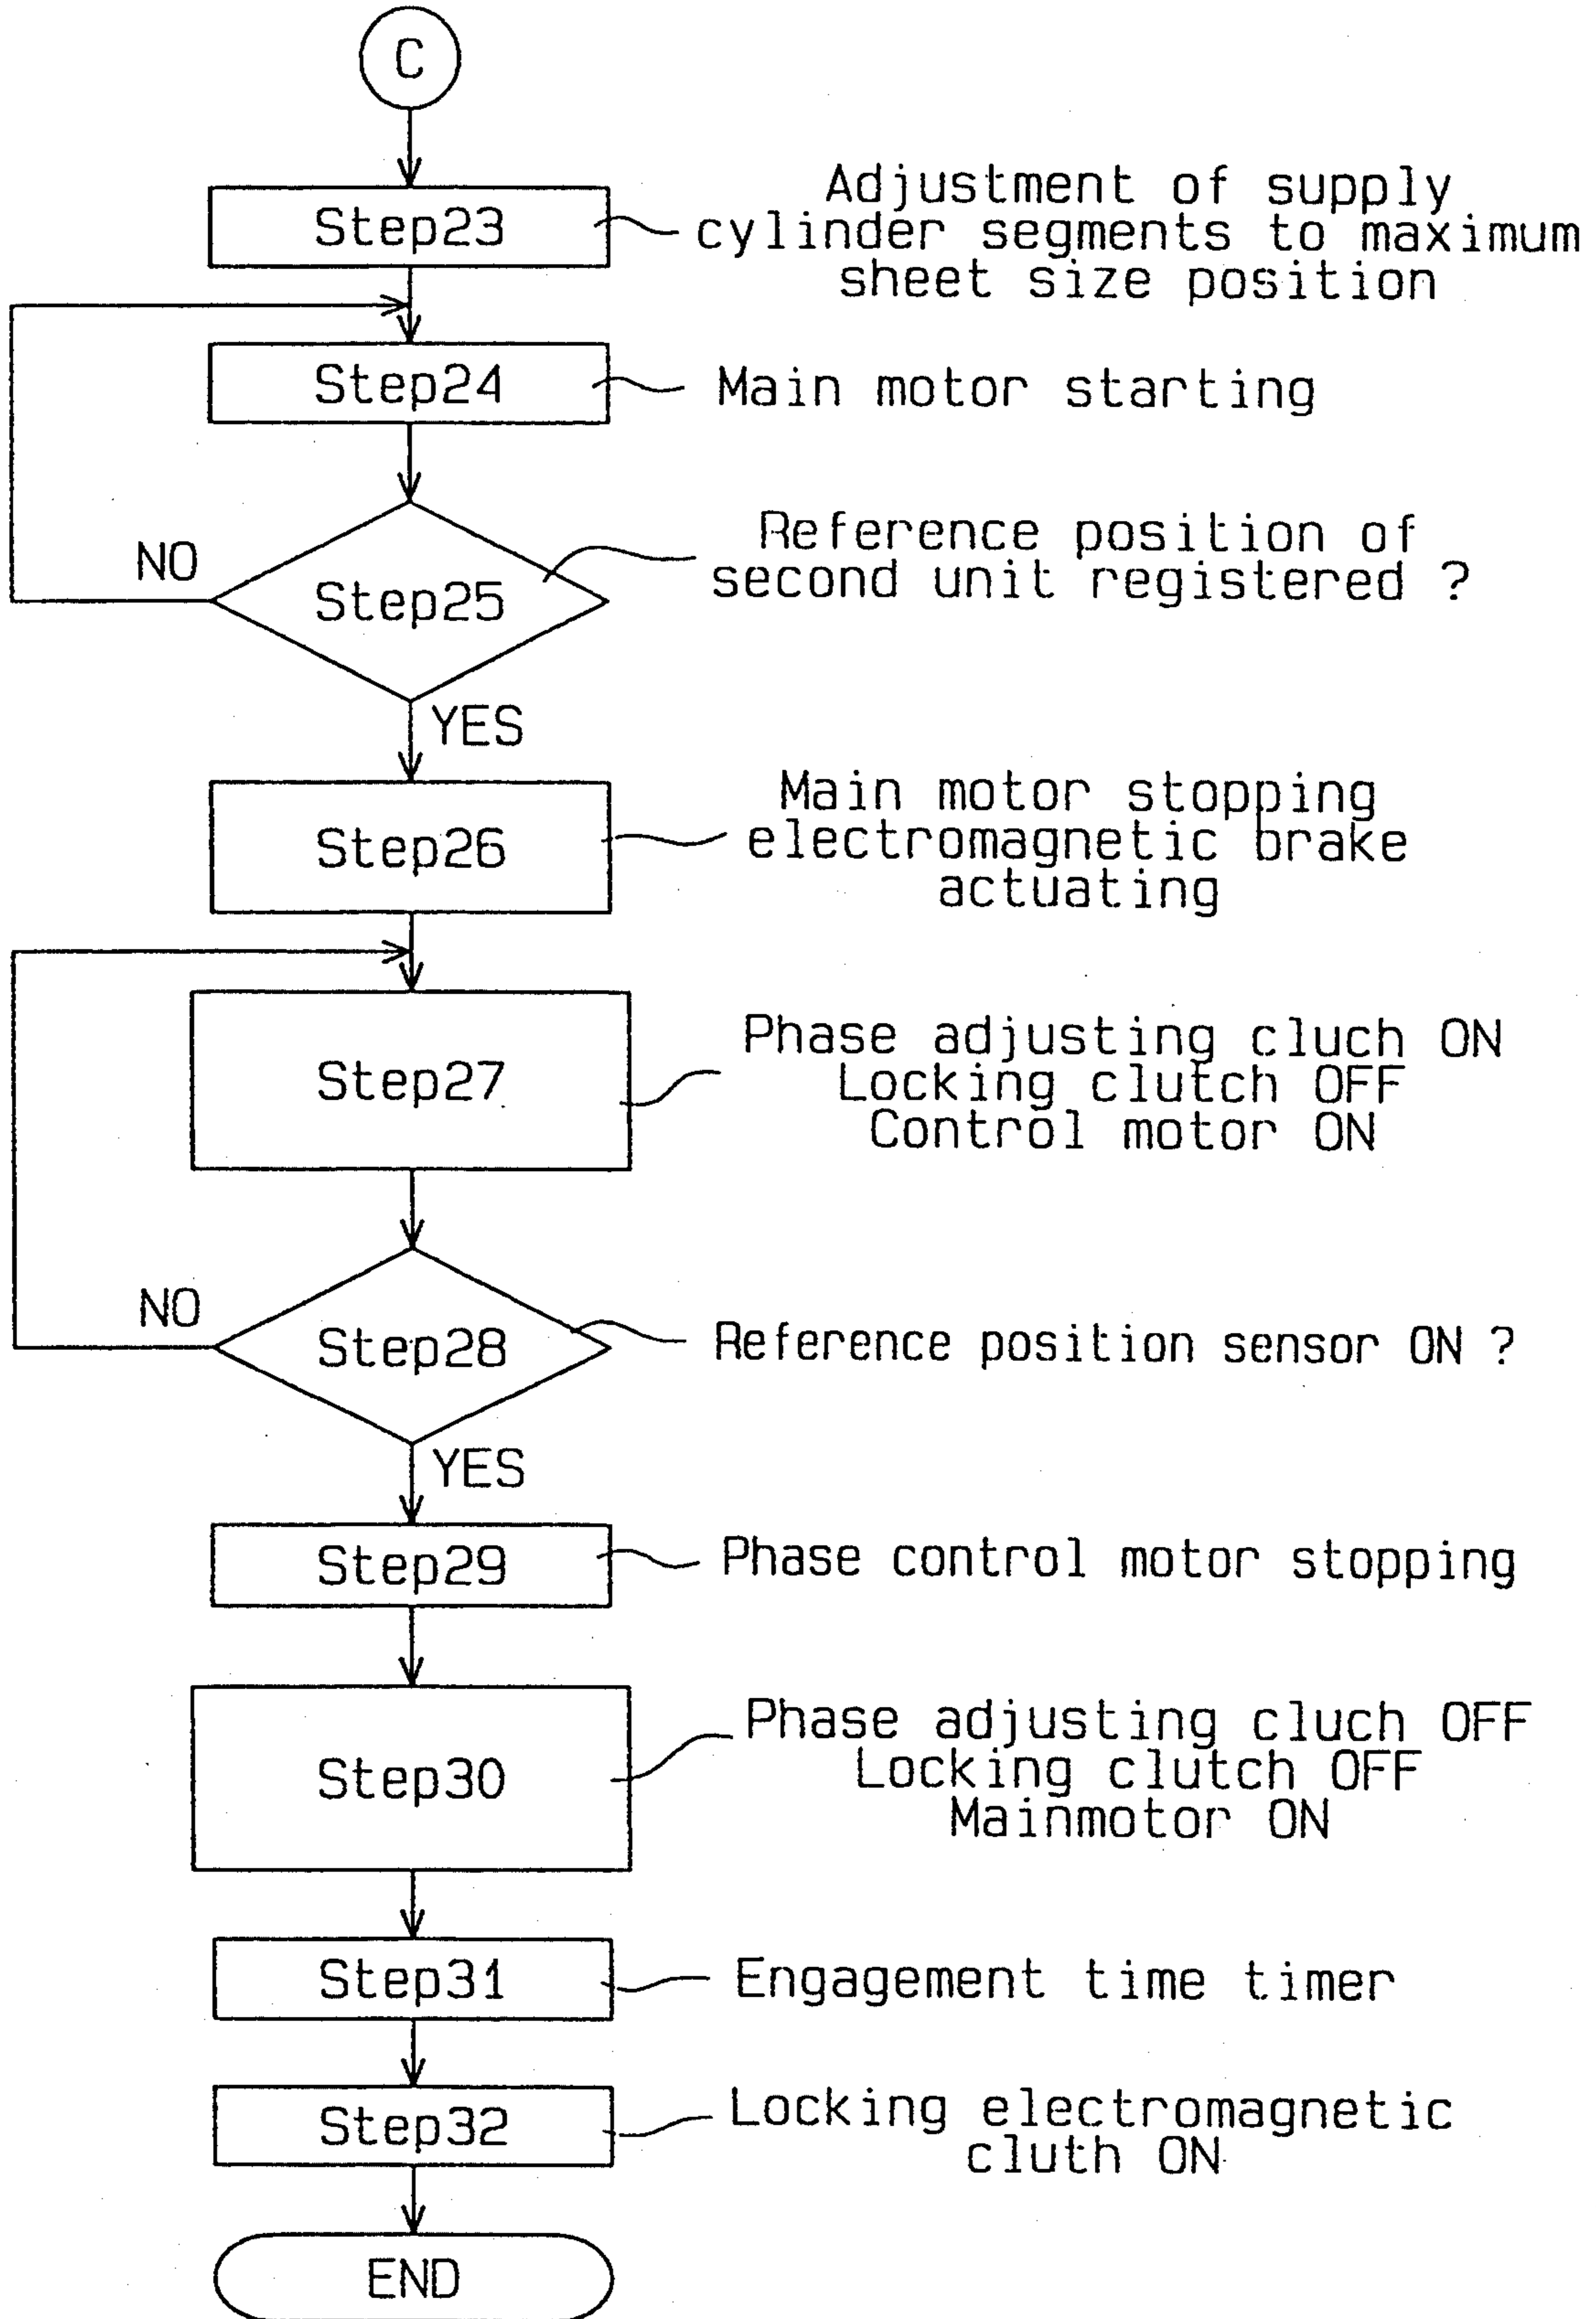 C
Step23
Adjustment of supply
cylinder segments to maximum
sheet size position
Step24
Main motor starting
Step25
NO
Reference position of
second unit registered ?
YES
Step26
Main motor stopping
electromagnetic brake
actuating
Step27
Phase adjusting cluch ON
Locking clutch OFF
Control motor ON
Step28
NO
Reference position sensor ON ?
YES
Step29
Phase control motor stopping
Step30
Phase adjusting cluch OFF
Locking clutch OFF
Mainmotor ON
Step31
Engagement time timer
Step32
Locking electromagnetic
cluth ON
END